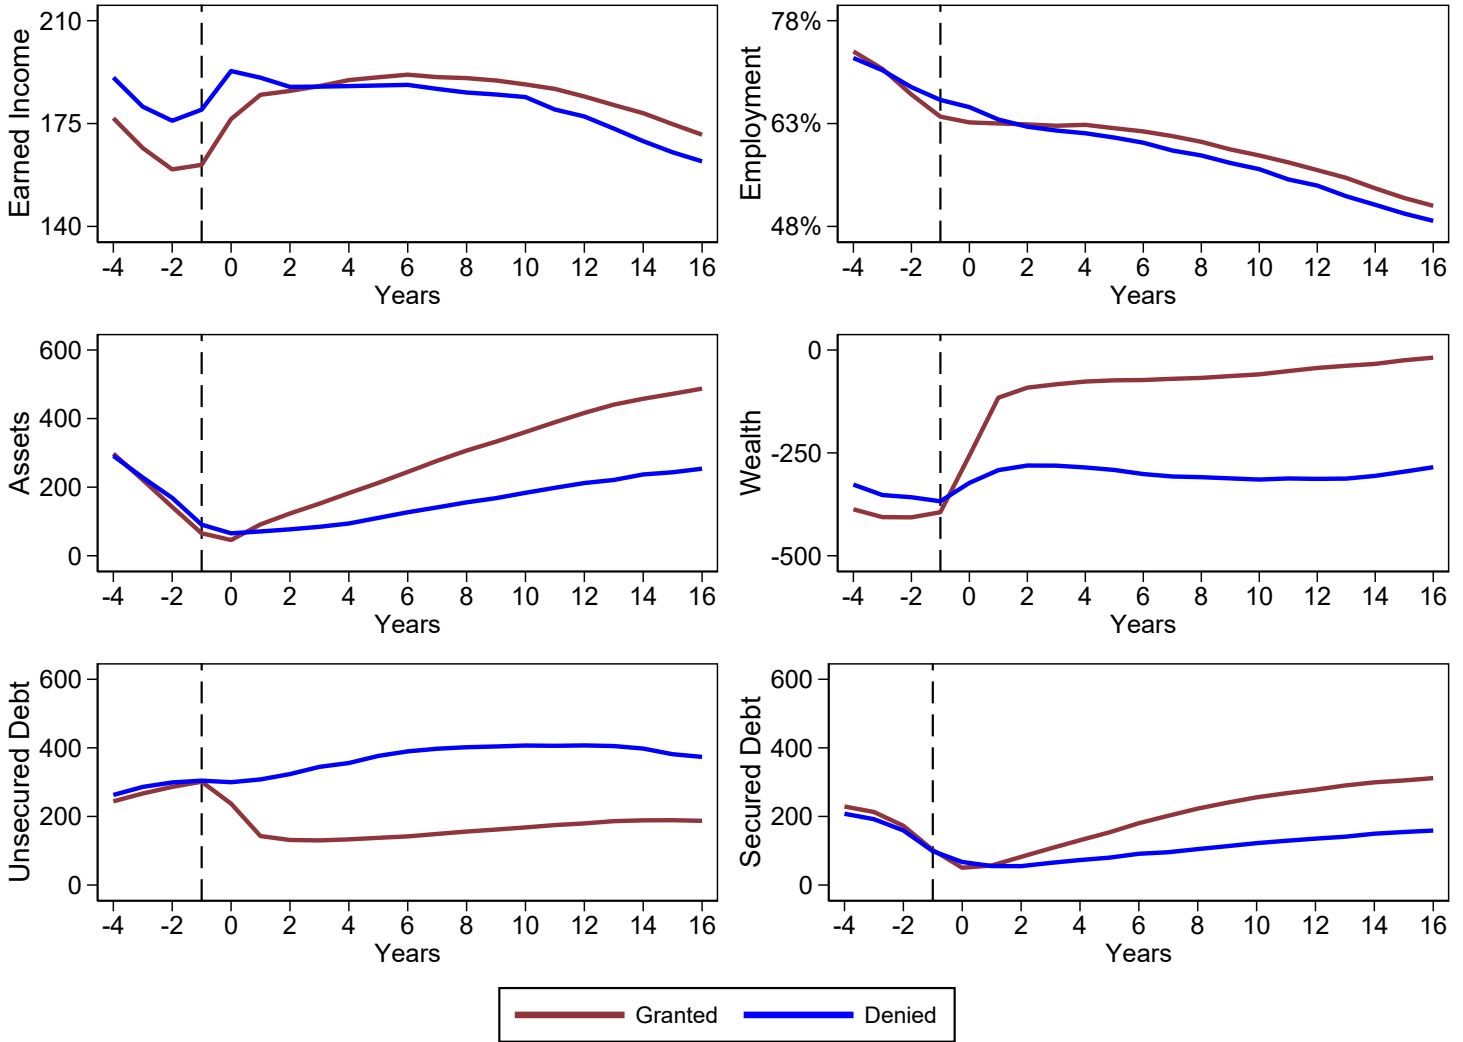 Earned Income
210
175
140
-4 -2 0 2 4 6 8 10 12 14 16
Years
Employment
78%
63%
48%
-4 -2 0 2 4 6 8 10 12 14 16
Years
Assets
600
400
200
0
-4 -2 0 2 4 6 8 10 12 14 16
Years
Wealth
0
-250
-500
-4 -2 0 2 4 6 8 10 12 14 16
Years
Unsecured Debt
600
400
200
0
-4 -2 0 2 4 6 8 10 12 14 16
Years
Secured Debt
600
400
200
0
-4 -2 0 2 4 6 8 10 12 14 16
Years
Granted Denied